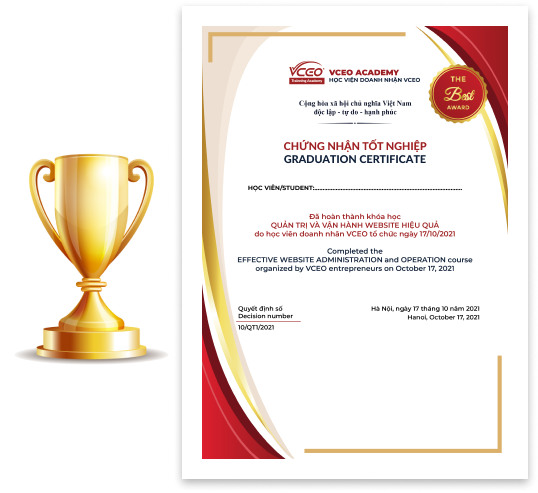 VCEO
Training Academy
VCEO ACADEMY
HỌC VIỆN DOANH NHÂN VCEO
THE
Best
AWARD
Cộng hòa xã hội chủ nghĩa Việt Nam
độc lập - tự do - hạnh phúc
CHỨNG NHẬN TỐT NGHIỆP
GRADUATION CERTIFICATE
HỌC VIÊN/STUDENT:
Đã hoàn thành khóa học
QUẢN TRỊ VÀ VẬN HÀNH WEBSITE HIỆU QUẢ
do học viên doanh nhân VCEO tổ chức ngày 17/10/2021
Completed the
EFFECTIVE WEBSITE ADMINISTRATION and OPERATION course
organized by VCEO entrepreneurs on October 17, 2021
Quyết định số
Decision number
10/QT1/2021
Hà Nội, ngày 17 tháng 10 năm 2021
Hanoi, October 17, 2021